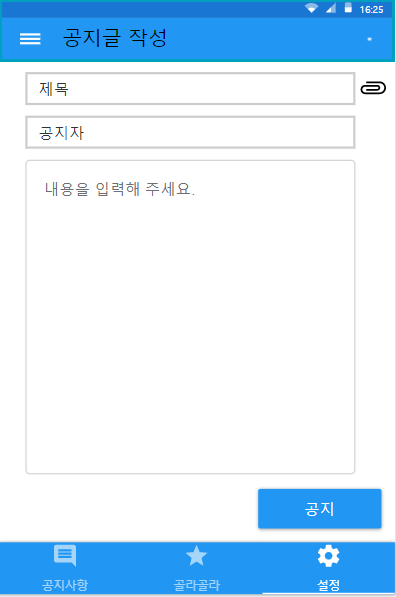 16:25
공지글 작성
제목
공지자
내용을 입력해 주세요.
공지
공지사항 골라골라 설정